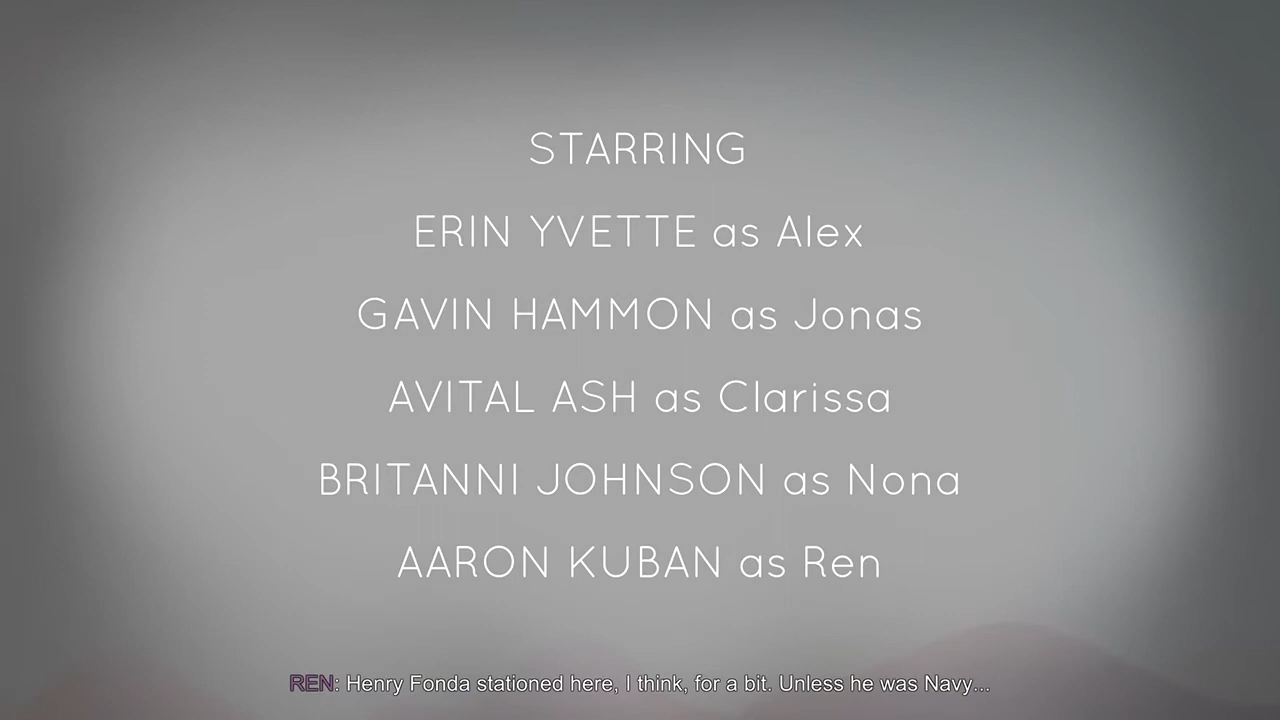 STARRING
ERIN YVETTE as Alex
GAVIN HAMMON as Jonas
AVITAL ASH as Clarissa
BRITANNI JOHNSON as Nona
AARON KUBAN as Ren
REN: Henry Fonda stationed here, I think, for a bit. Unless he was Navy...